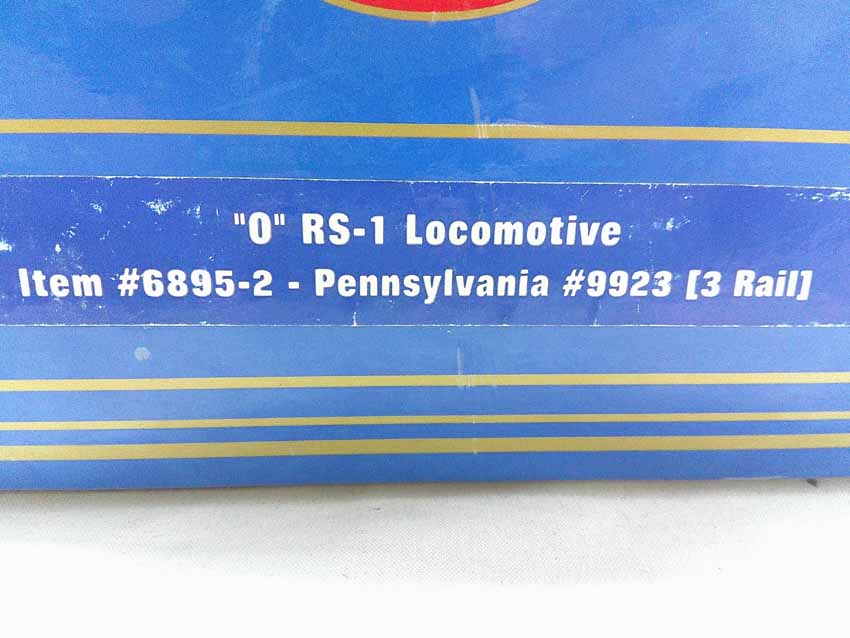 "O" RS-1 Locomotive
Item #6895-2 - Pennsylvania #9923 [3 Rail]